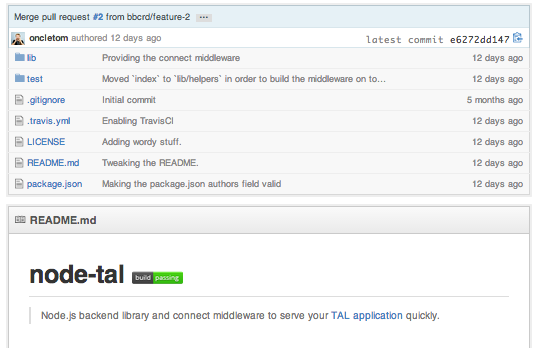 Merge pull request #2 from bbcrd/feature-2 ...
oncletom authored 12 days ago latest commit e6272dd147
lib Providing the connect middleware 12 days ago
test Moved `index` to `lib/helpers` in order to build the middleware on to… 12 days ago
.gitignore Initial commit 5 months ago
.travis.yml Enabling TravisCI 12 days ago
LICENSE Adding wordy stuff. 12 days ago
README.md Tweaking the README. 12 days ago
package.json Making the package.json authors field valid 12 days ago
README.md
node-tal build passing
Node.js backend library and connect middleware to serve your TAL application quickly.